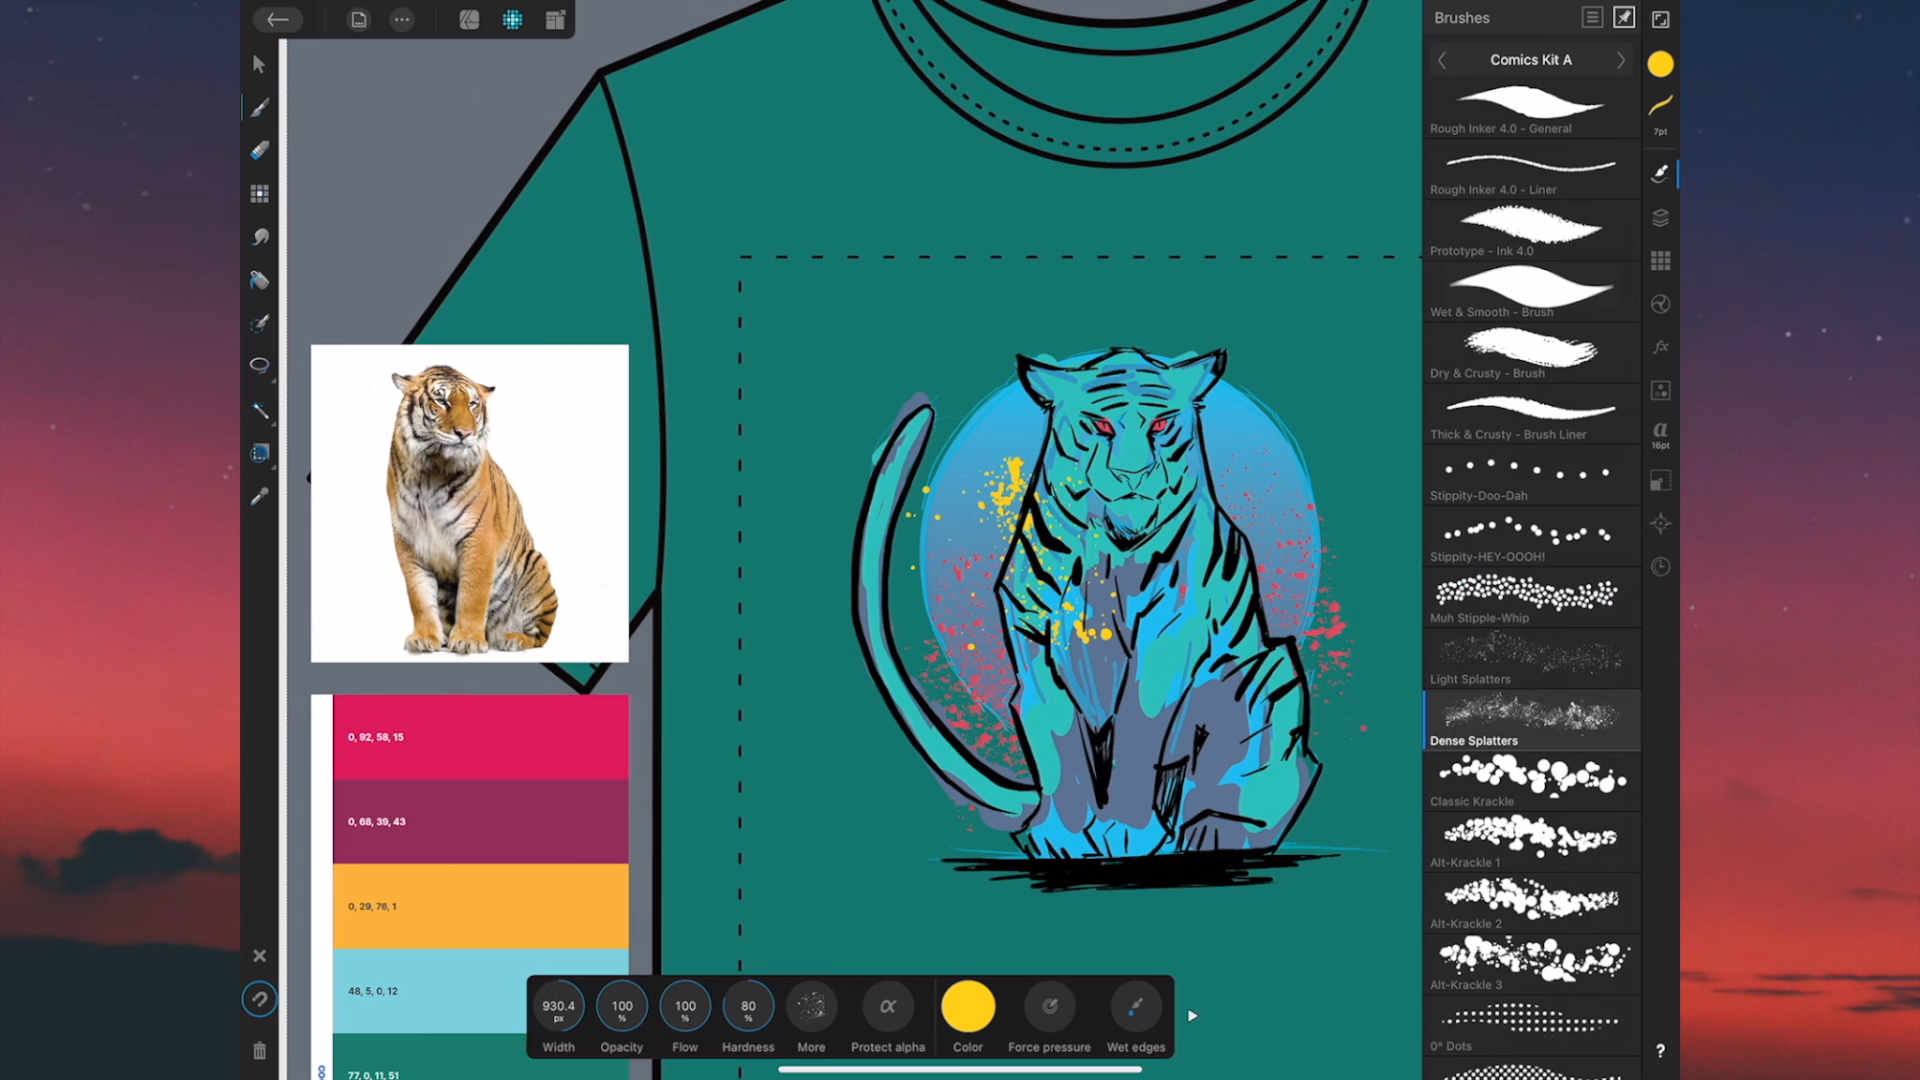 Brushes
Comics Kit A
Rough Inker 4.0 - General
7pt
Rough Inker 4.0 - Liner
Prototype - Ink 4.0
Wet & Smooth - Brush
Dry & Crusty - Brush
Thick & Crusty - Brush Liner
a
16pt
Stippity-Doo-Dah
Stippity-HEY-OOOH!
Muh Stipple-Whip
Light Splatters
Dense Splatters
Classic Krackle
Alt-Krackle 1
Alt-Krackle 2
Alt-Krackle 3
0° Dots
fx
?
0, 92, 58, 15
0, 68, 39, 43
0, 29, 76, 1
48, 5, 0, 12
77, 0, 11, 51
930.4 px
100 %
100 %
80 %
α
Width
Opacity
Flow
Hardness
More
Protect alpha
Color
Force pressure
Wet edges